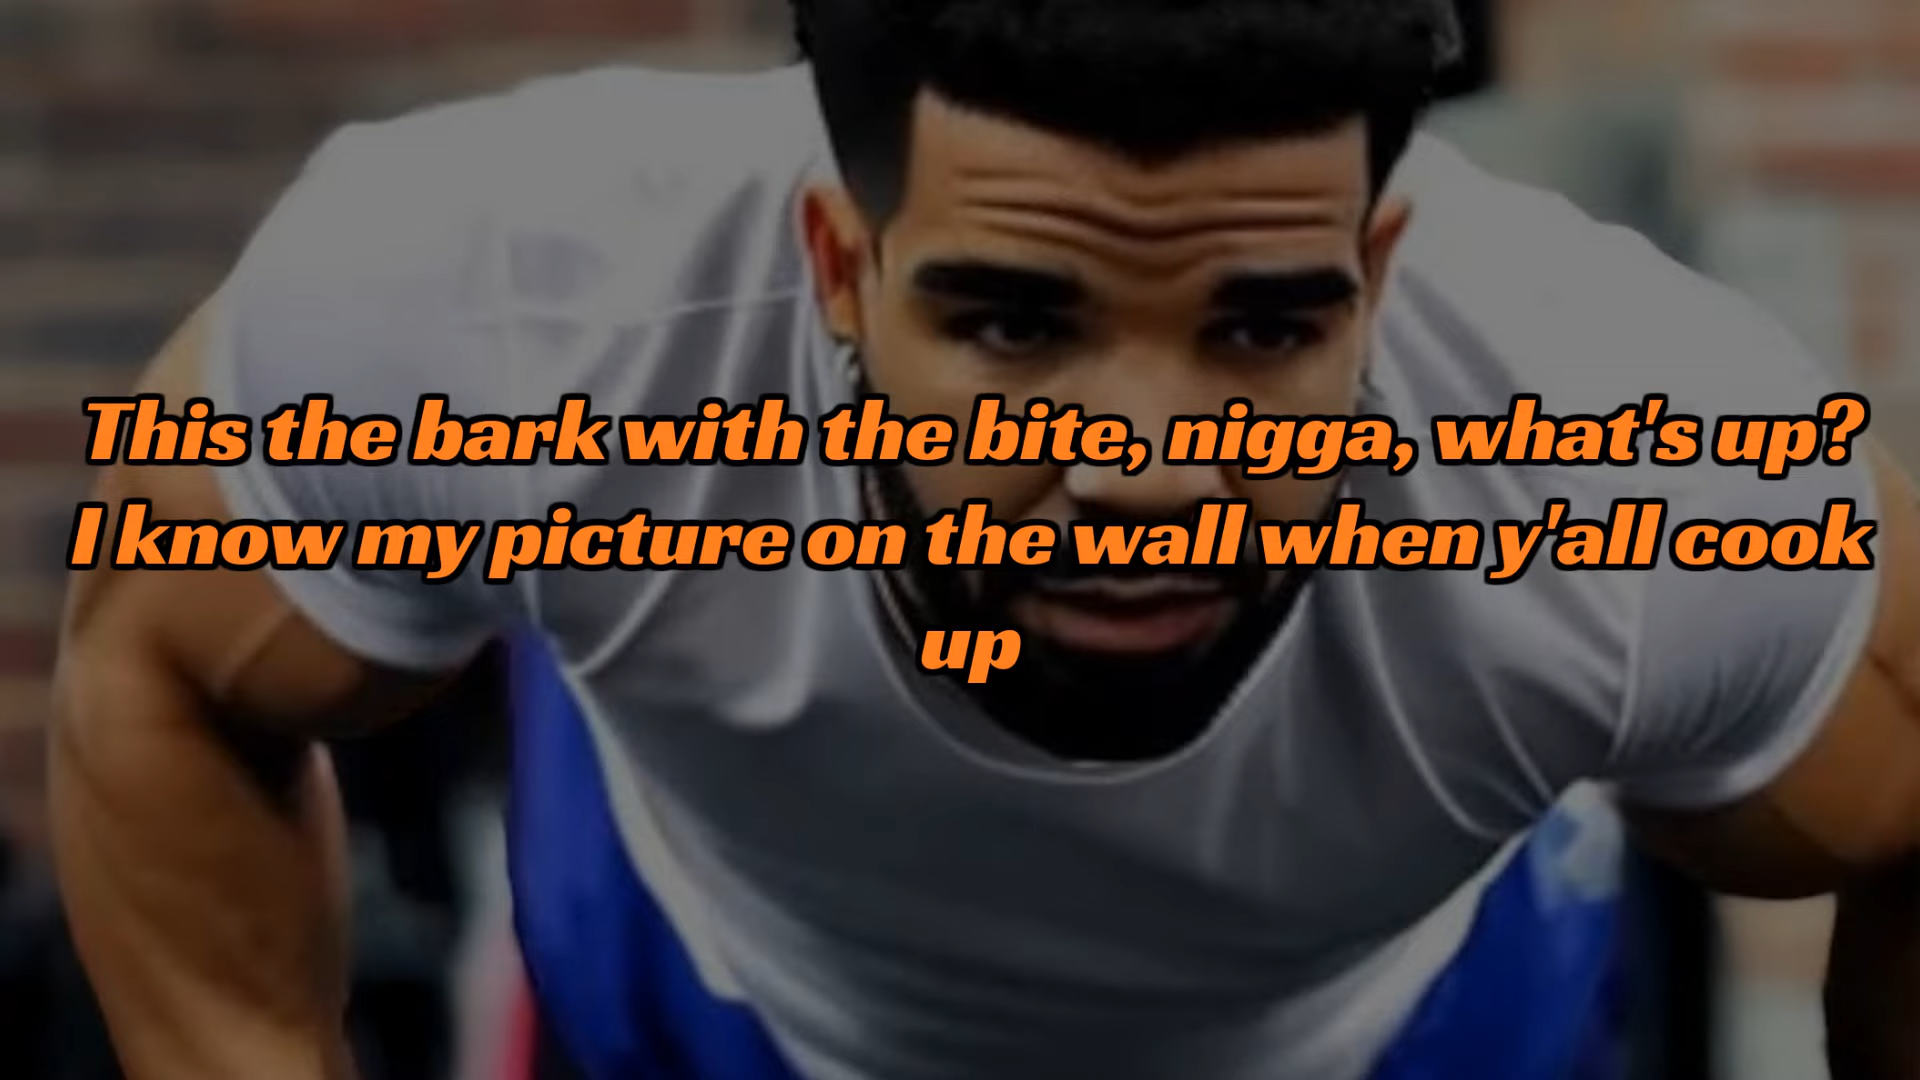 This the bark with the bite, nigga, what's up?
I know my picture on the wall when y'all cook
up